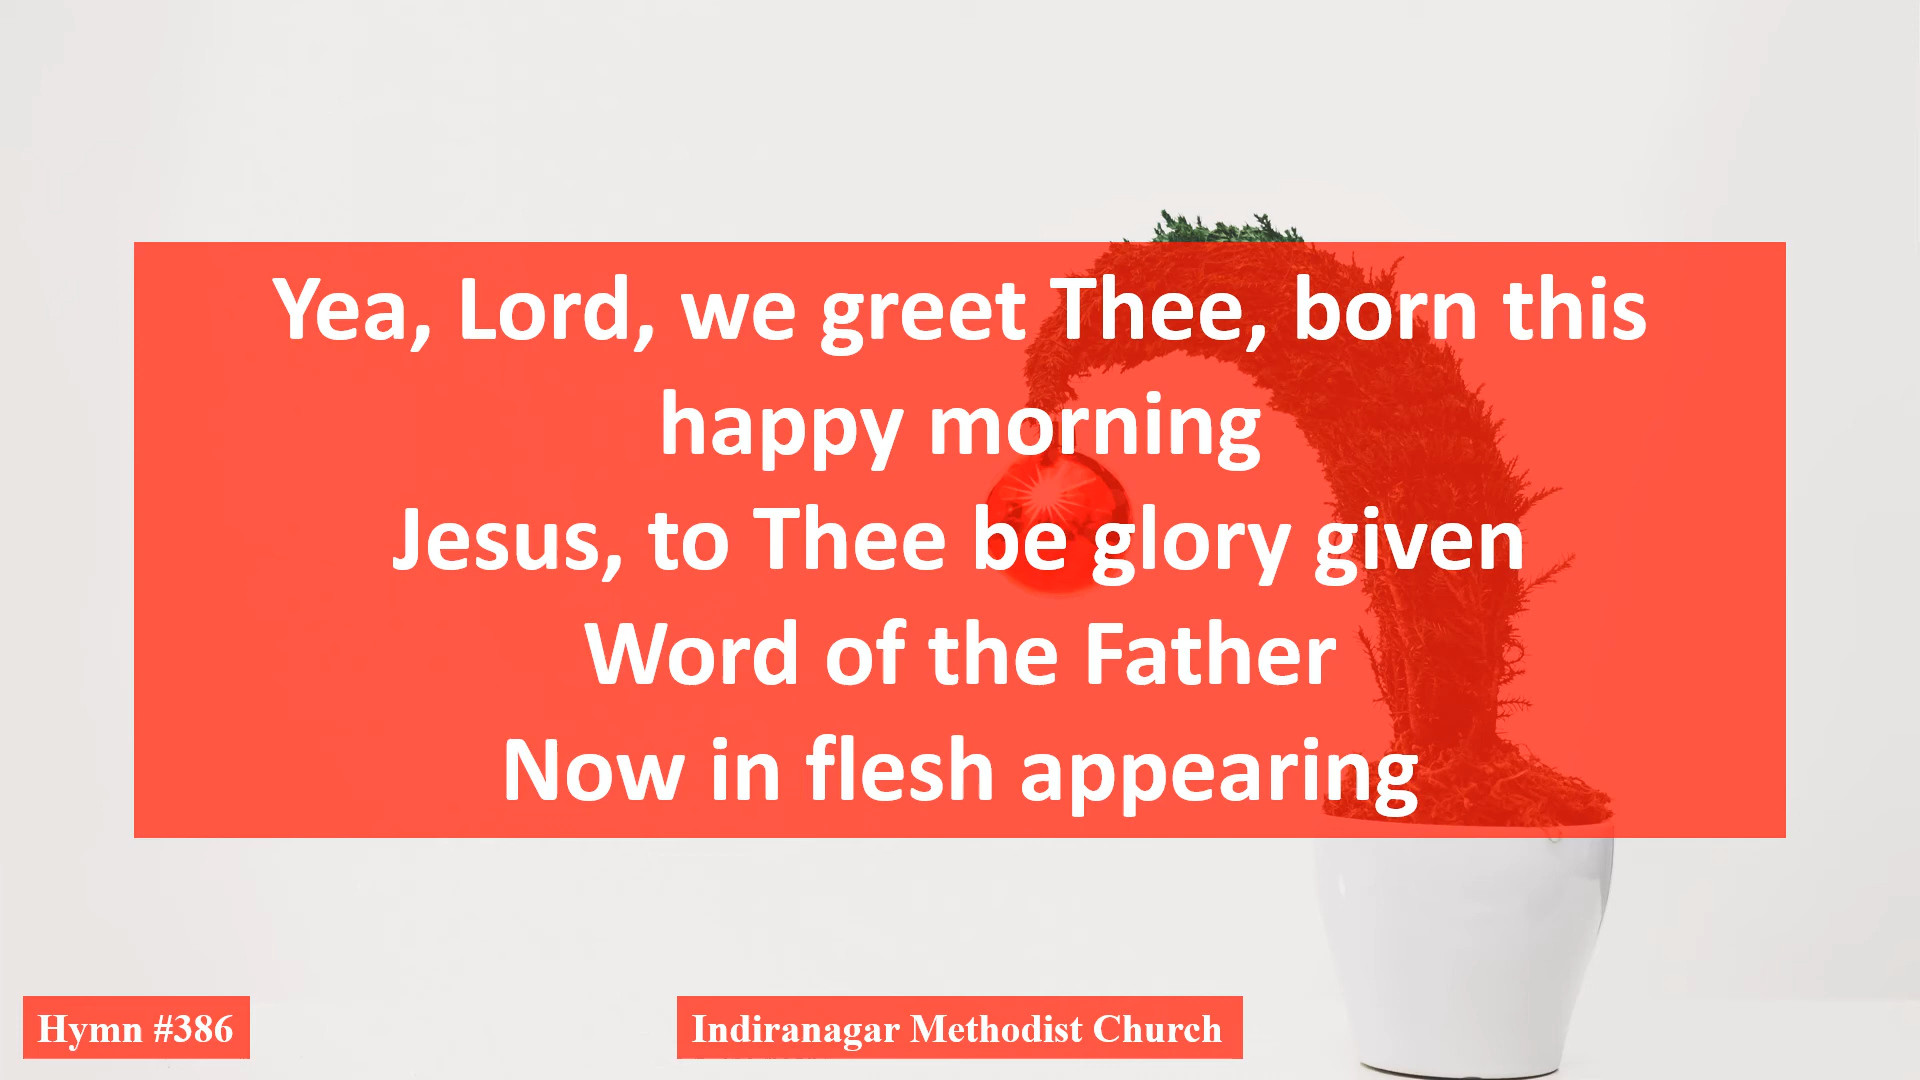 Yea, Lord, we greet Thee, born this
happy morning
Jesus, to Thee be glory given
Word of the Father
Now in flesh appearing
Hymn #386
Indiranagar Methodist Church